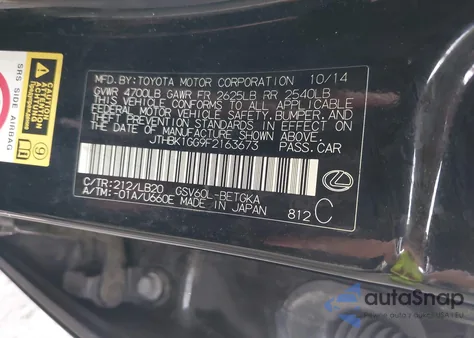 MFD. BY: TOYOTA MOTOR CORPORATION 10/14
GVWR 4700LB GAWR FR 2625LB RR 2540LB
THIS VEHICLE CONFORMS TO ALL APPLICABLE
FEDERAL MOTOR VEHICLE SAFETY, BUMPER, AND
THEFT PREVENTION STANDARDS IN EFFECT ON THE
DATE OF MANUFACTURE SHOWN ABOVE.
JTHBK1GG9F2163673 PASS.CAR
C/TR: 212/LB20 GSV60L-BETGKA
A/TM: -01A/U660E MADE IN JAPAN 812 C
SRS SIDE AIRBAG
autoSnap